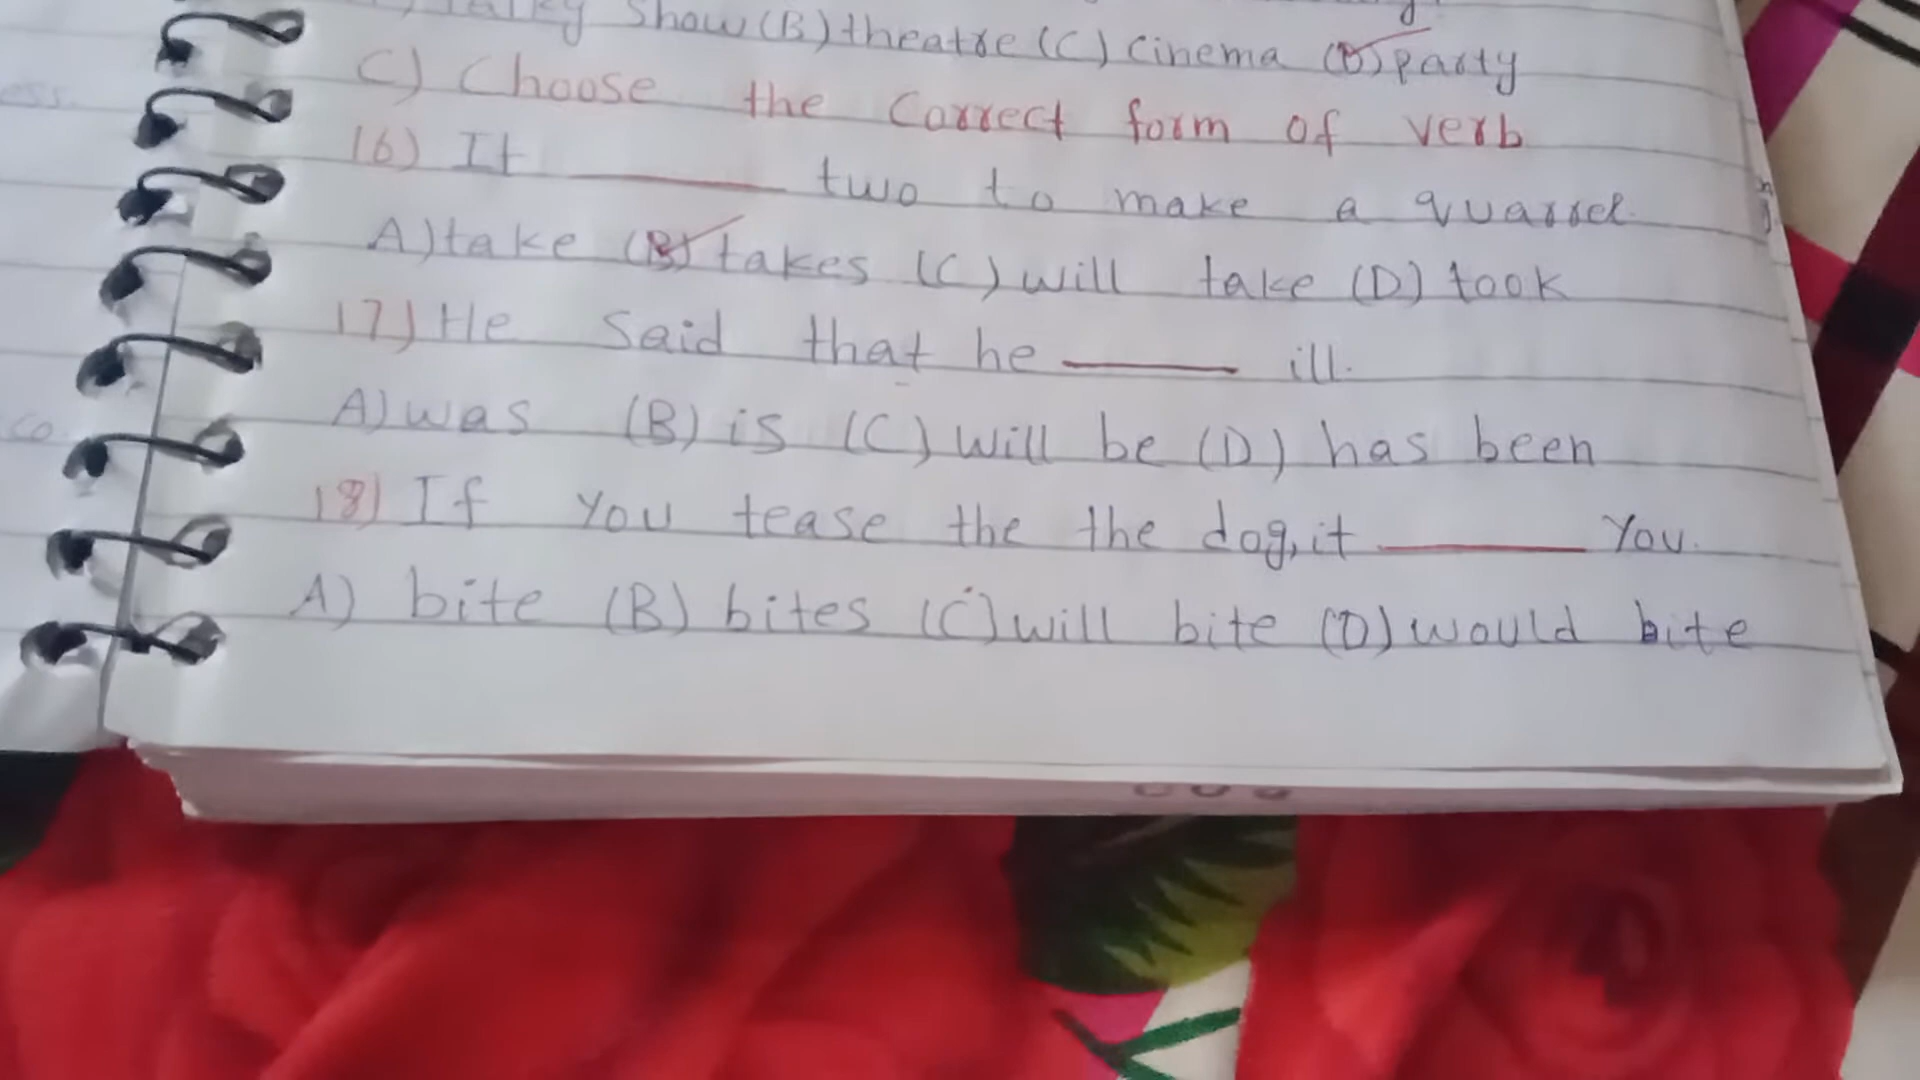 Show (B) theatre (C) cinema (D) party
C) Choose the correct form of verb
16) It ______ two to make a quarrel.
A) take (B) takes (C) will take (D) took
17) He said that he ______ ill.
A) was (B) is (C) will be (D) has been
18) If you tease the the dog, it ______ you.
A) bite (B) bites (C) will bite (D) would bite